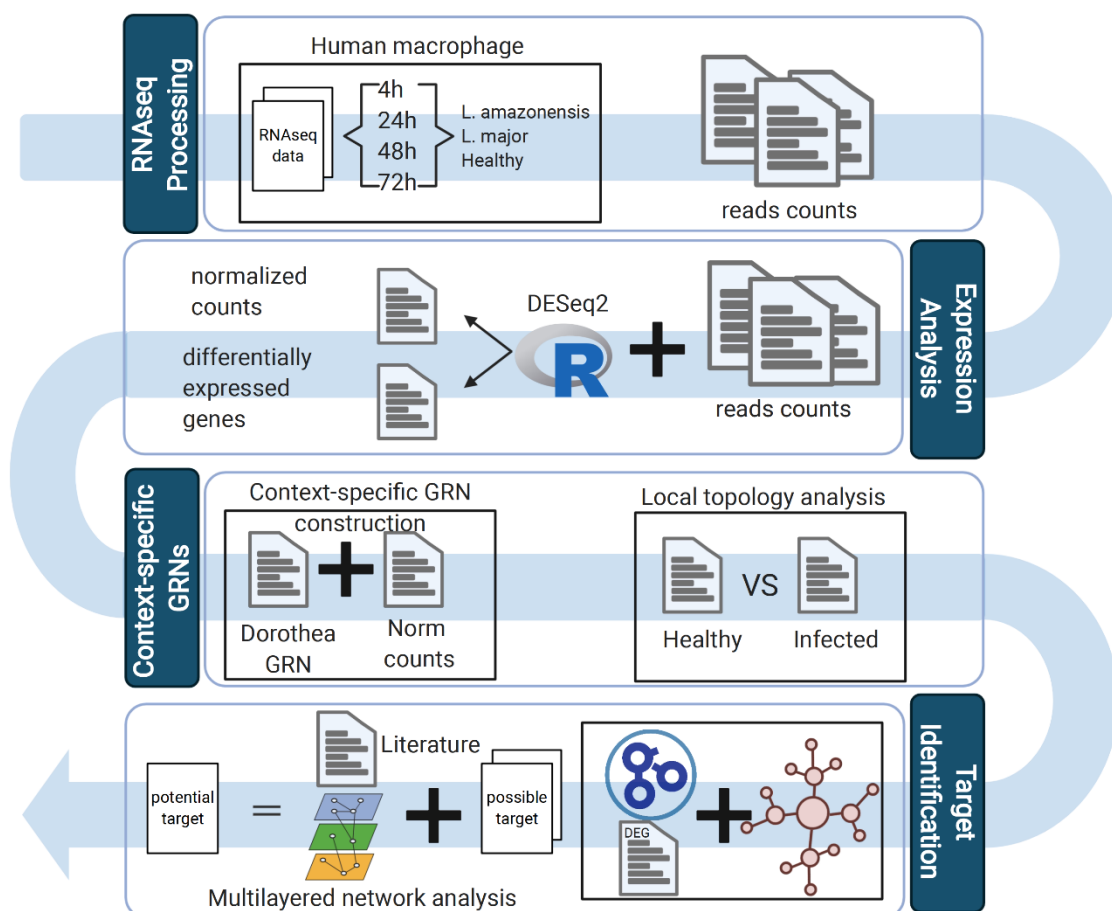 RNAseq
Processing
Human macrophage
RNAseq
data
4h
24h
48h
72h
L. amazonensis
L. major
Healthy
reads counts
Expression
Analysis
normalized
counts
differentially
expressed
genes
DESeq2
R
reads counts
Context-specific
GRNs
Context-specific GRN
construction
Dorothea
GRN
Norm
counts
Local topology analysis
VS
Healthy
Infected
Target
Identification
potential
target
=
Literature
Multilayered network analysis
possible
target
DEG